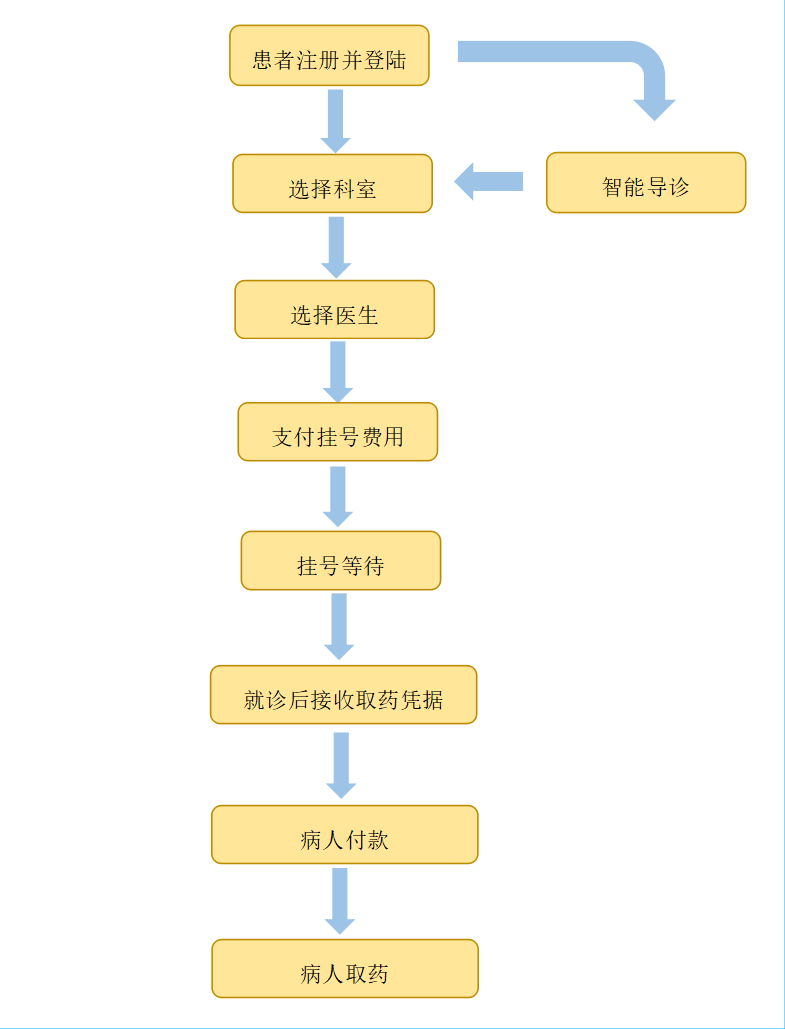 患者注册并登陆
选择科室
智能导诊
选择医生
支付挂号费用
挂号等待
就诊后接收取药凭据
病人付款
病人取药